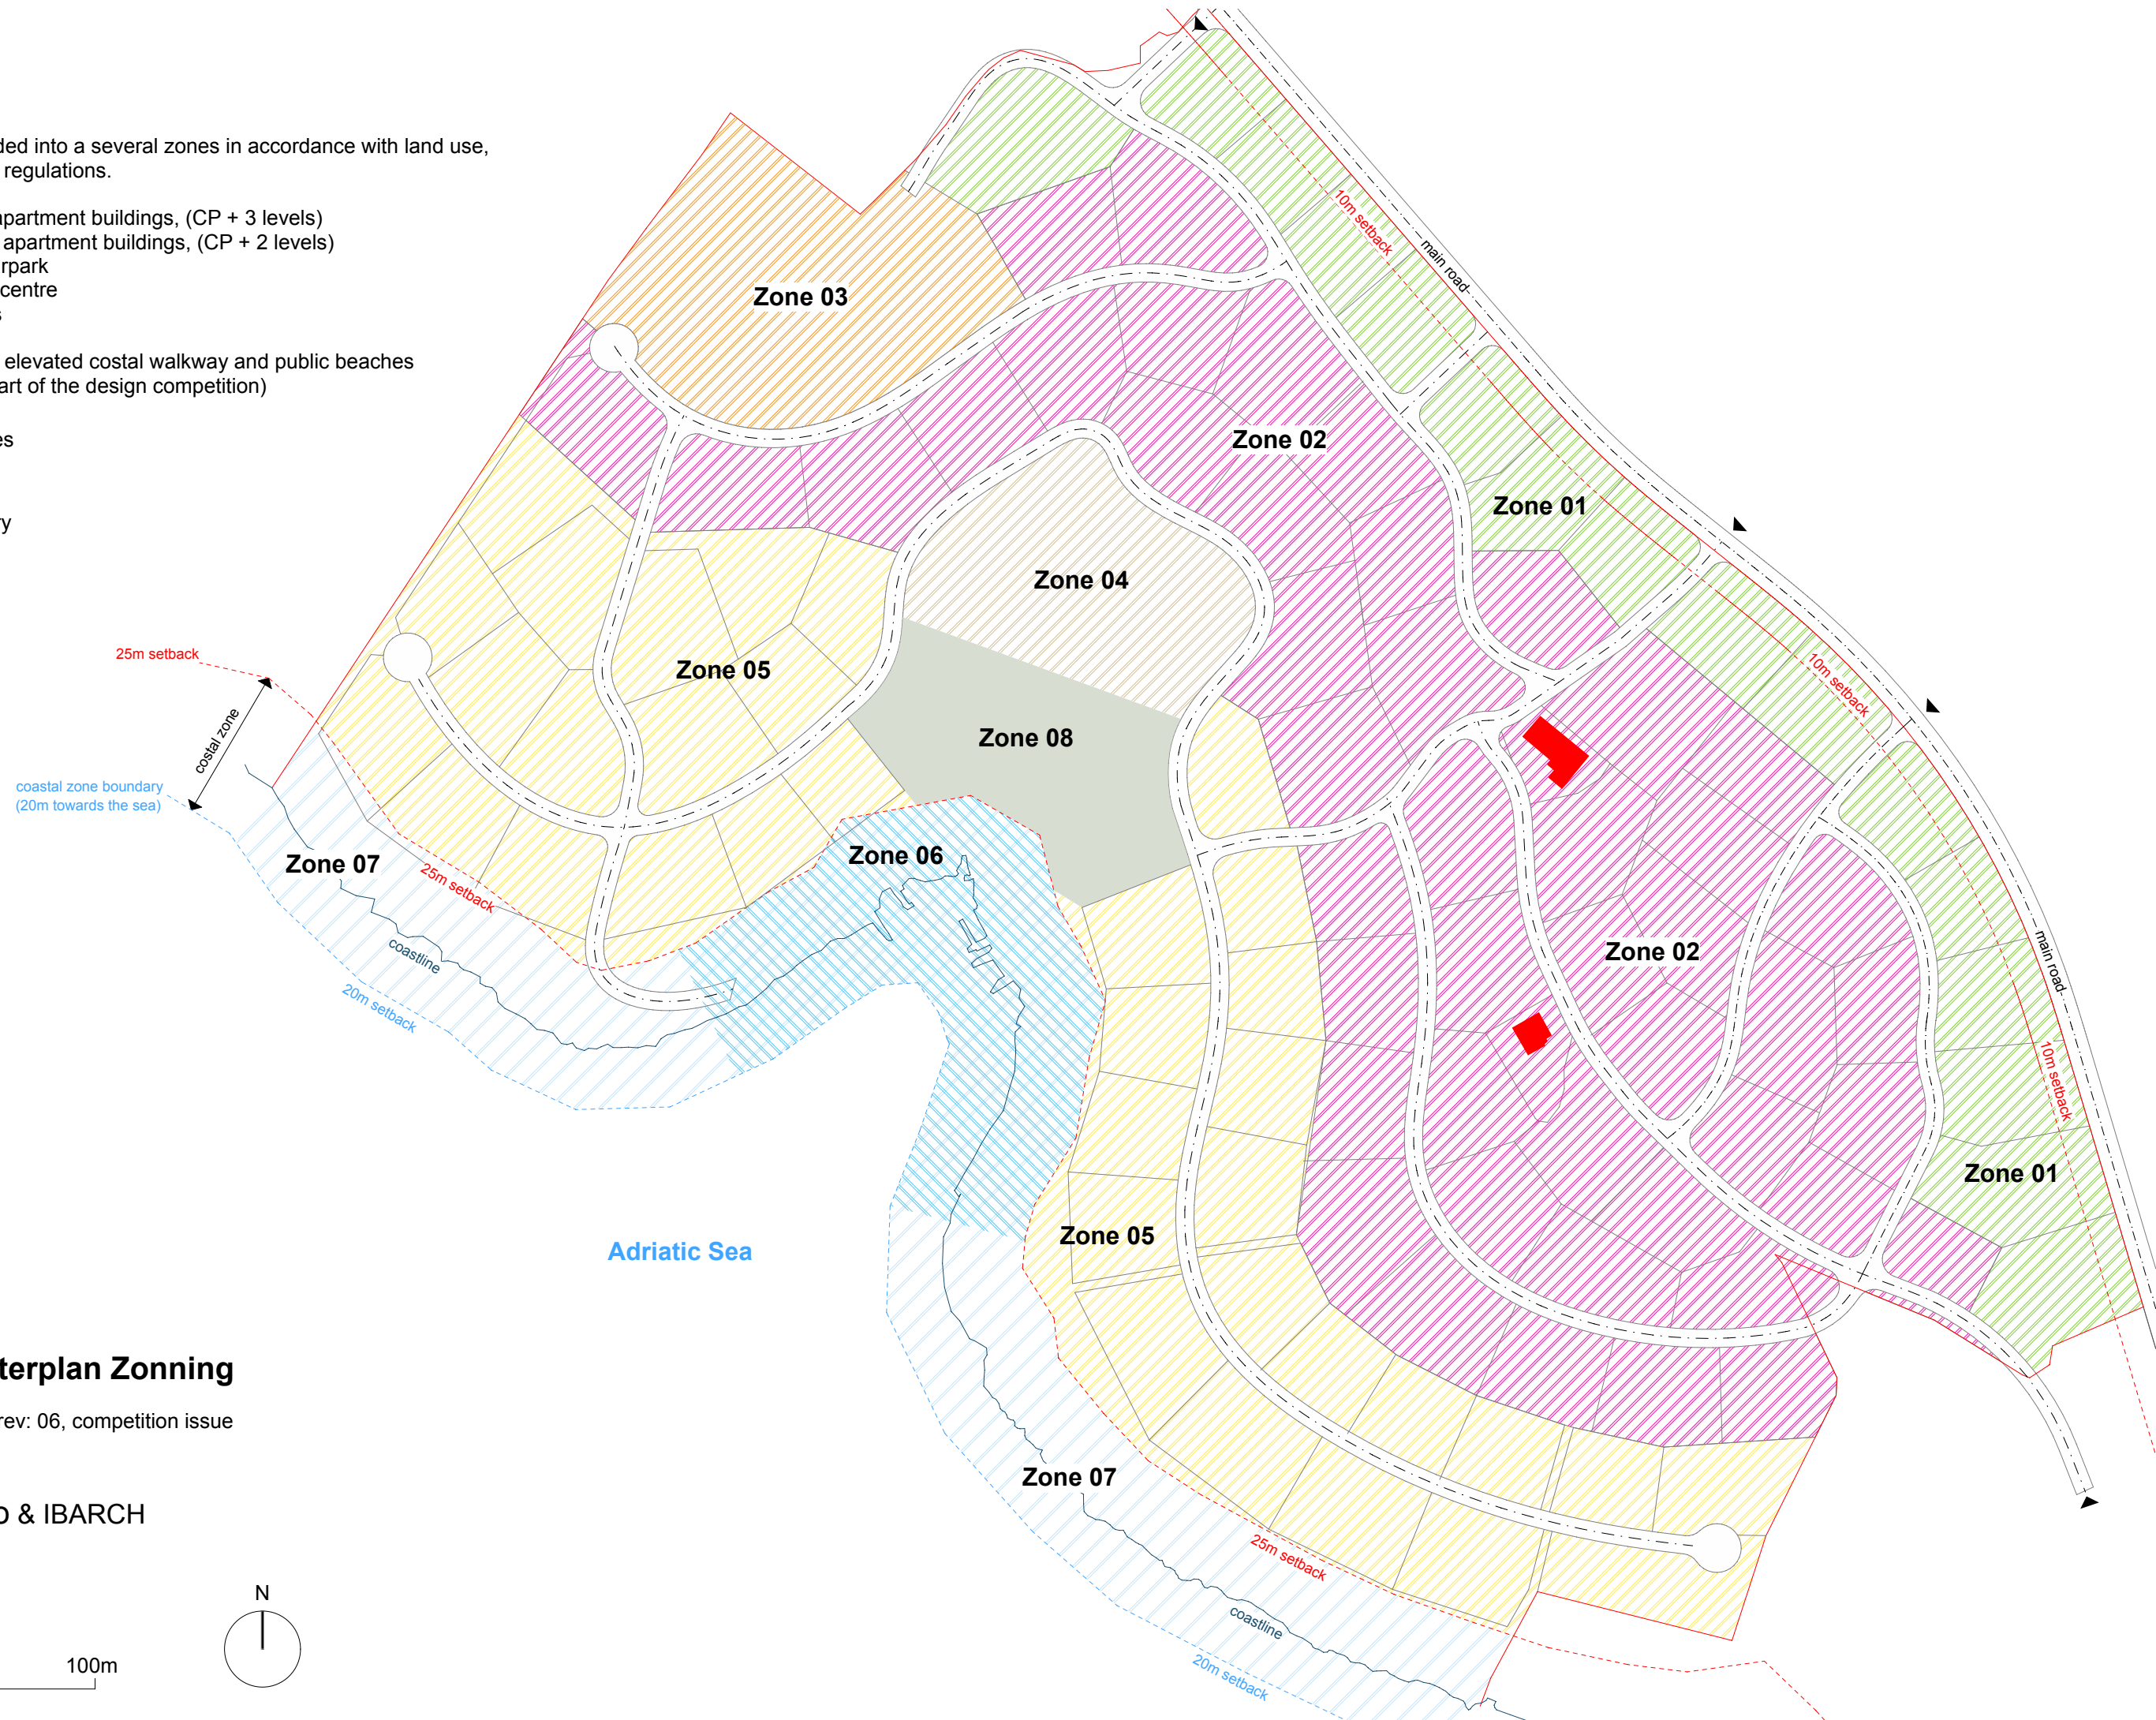 ded into a several zones in accordance with land use,
regulations.
apartment buildings, (CP + 3 levels)
apartment buildings, (CP + 2 levels)
rpark
centre
s
elevated costal walkway and public beaches
art of the design competition)
es
ry
10m setback
main road
Zone 03
Zone 02
Zone 01
Zone 04
25m setback
Zone 05
10m setback
costal zone
Zone 08
coastal zone boundary
(20m towards the sea)
Zone 07
Zone 06
25m setback
coastline
Zone 02
main road
20m setback
10m setback
Zone 01
Zone 05
Adriatic Sea
terplan Zonning
rev: 06, competition issue
Zone 07
o & IBARCH
25m setback
N
coastline
100m
20m setback